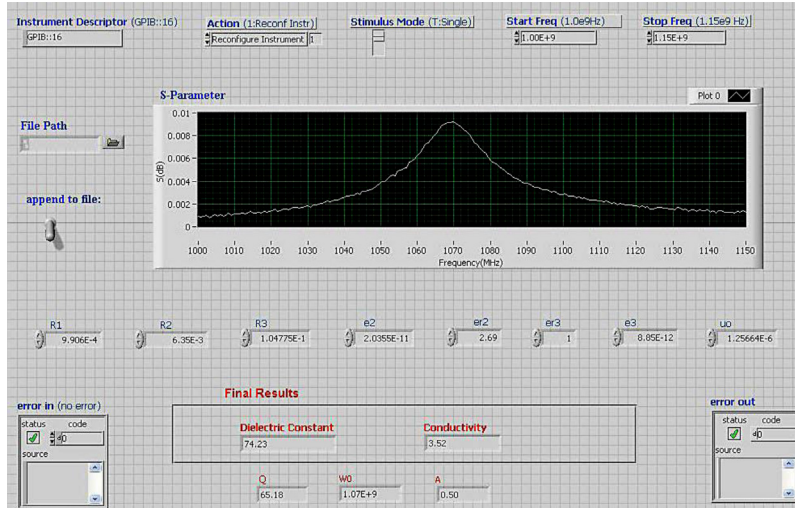 Instrument Descriptor (GPIB::16)
Action (1:Reconf Instr)
Stimulus Mode (T:Single)
Start Freq (1.0e9Hz)
Stop Freq (1.15e9 Hz)
GPIB::16
Reconfigure Instrument 1
1.00E+9
1.15E+9
S-Parameter
Plot 0
File Path
append to file:
S(dB)
0.01
0.008
0.006
0.004
0.002
0
1000 1010 1020 1030 1040 1050 1060 1070 1080 1090 1100 1110 1120 1130 1140 1150
Frequency(MHz)
R1 R2 R3 e2 er2 er3 e3 uo
9.906E-4 6.35E-3 1.04775E-1 2.0355E-11 2.69 1 8.85E-12 1.25664E-6
Final Results
error in (no error)
error out
status code
d0
source
Dielectric Constant Conductivity
74.23 3.52
status code
d0
source
Q W0 A
65.18 1.07E+9 0.50